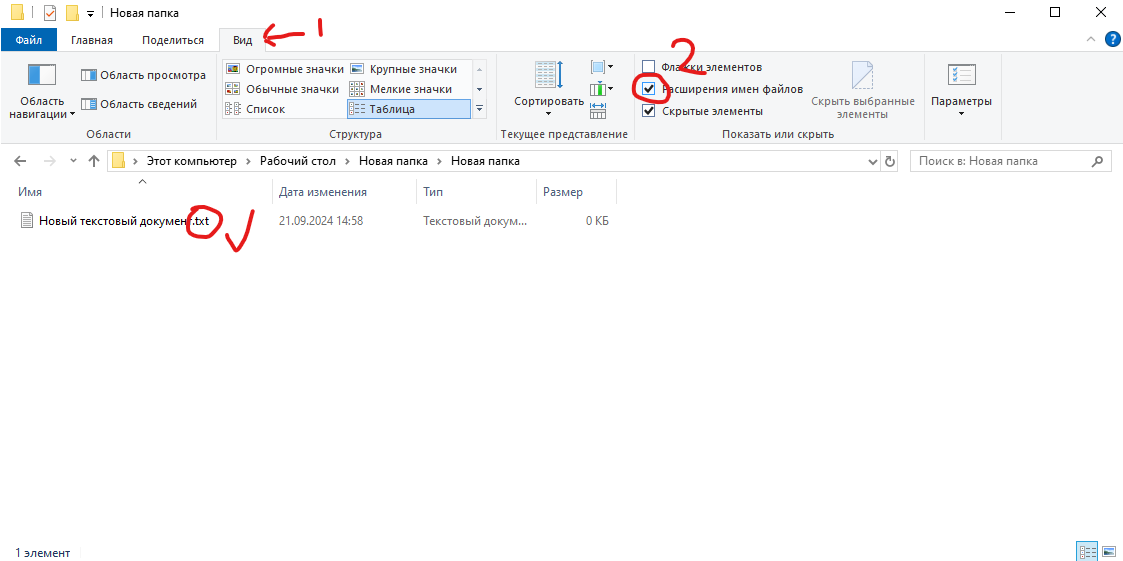 Новая папка
Файл Главная Поделиться Вид 1
Область навигации
Область просмотра
Область сведений
Области
Огромные значки Крупные значки
Обычные значки Мелкие значки
Список Таблица
Структура
Сортировать
Текущее представление
2
Флажки элементов
Расширения имен файлов
Скрытые элементы
Скрыть выбранные элементы
Показать или скрыть
Параметры
Этот компьютер Рабочий стол Новая папка Новая папка
Поиск в: Новая папка
Имя Дата изменения Тип Размер
Новый текстовый документ.txt 21.09.2024 14:58 Текстовый докум... 0 КБ
1 элемент